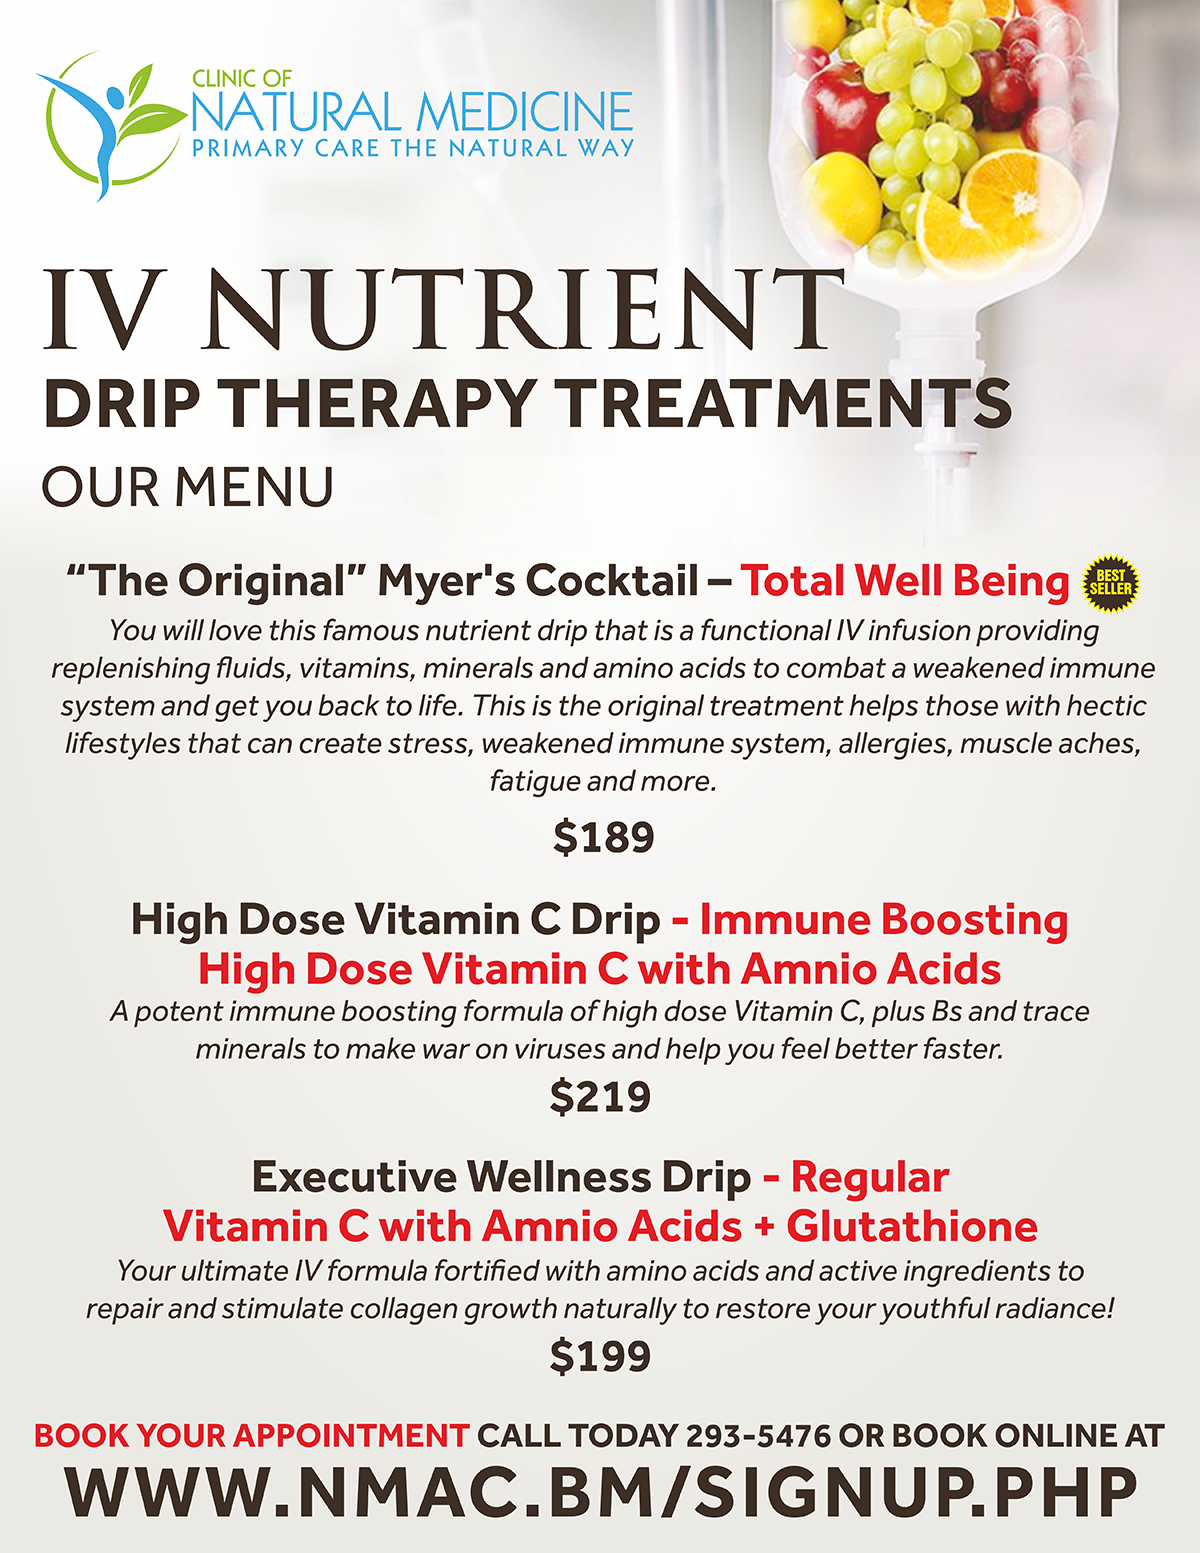 CLINIC OF
NATURAL MEDICINE
PRIMARY CARE THE NATURAL WAY
IV NUTRIENT
DRIP THERAPY TREATMENTS
OUR MENU
“The Original” Myer's Cocktail – Total Well Being
BEST
SELLER
You will love this famous nutrient drip that is a functional IV infusion providing
replenishing fluids, vitamins, minerals and amino acids to combat a weakened immune
system and get you back to life. This is the original treatment helps those with hectic
lifestyles that can create stress, weakened immune system, allergies, muscle aches,
fatigue and more.
$189
High Dose Vitamin C Drip - Immune Boosting
High Dose Vitamin C with Amnio Acids
A potent immune boosting formula of high dose Vitamin C, plus Bs and trace
minerals to make war on viruses and help you feel better faster.
$219
Executive Wellness Drip - Regular
Vitamin C with Amnio Acids + Glutathione
Your ultimate IV formula fortified with amino acids and active ingredients to
repair and stimulate collagen growth naturally to restore your youthful radiance!
$199
BOOK YOUR APPOINTMENT CALL TODAY 293-5476 OR BOOK ONLINE AT
WWW.NMAC.BM/SIGNUP.PHP